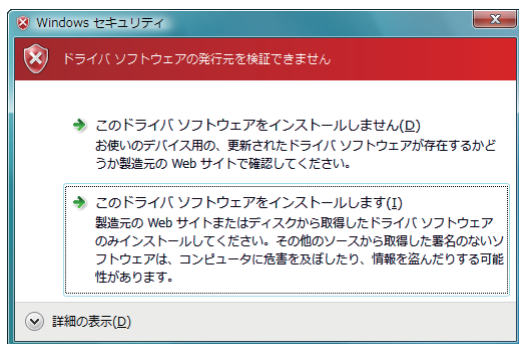 Windows セキュリティ
ドライバ ソフトウェアの発行元を検証できません
このドライバ ソフトウェアをインストールしません(D)
お使いのデバイス用の、更新されたドライバ ソフトウェアが存在するかど
うか製造元の Web サイトで確認してください。
このドライバ ソフトウェアをインストールします(I)
製造元の Web サイトまたはディスクから取得したドライバ ソフトウェア
のみインストールしてください。その他のソースから取得した署名のないソ
フトウェアは、コンピュータに危害を及ぼしたり、情報を盗んだりする可能
性があります。
詳細の表示(D)